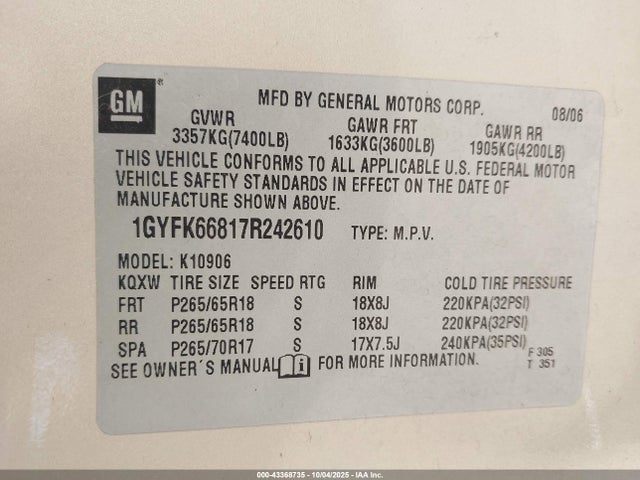 GM ®
MFD BY GENERAL MOTORS CORP. 08/06
GVWR GAWR FRT GAWR RR
3357KG(7400LB) 1633KG(3600LB) 1905KG(4200LB)
THIS VEHICLE CONFORMS TO ALL APPLICABLE U.S. FEDERAL MOTOR
VEHICLE SAFETY STANDARDS IN EFFECT ON THE DATE OF
MANUFACTURE SHOWN ABOVE.
1GYFK66817R242610 TYPE: M.P.V.
MODEL: K10906
KQXW TIRE SIZE SPEED RTG RIM COLD TIRE PRESSURE
FRT P265/65R18 S 18X8J 220KPA(32PSI)
RR P265/65R18 S 18X8J 220KPA(32PSI)
SPA P265/70R17 S 17X7.5J 240KPA(35PSI)
F 305
SEE OWNER´S MANUAL i FOR MORE INFORMATION. T 351
000-43368735 - 10/04/2025 - IAA Inc.